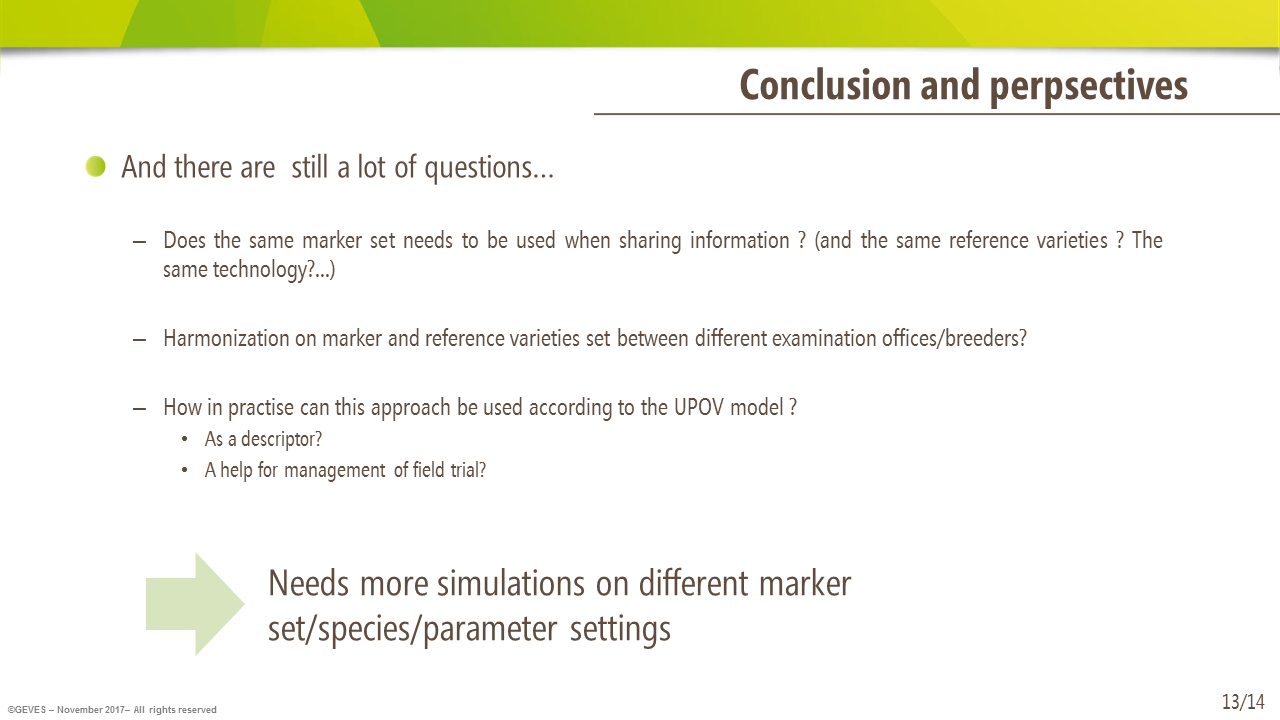 Conclusion and perpsectives
And there are still a lot of questions...
– Does the same marker set needs to be used when sharing information ? (and the same reference varieties ? The
same technology?...)
– Harmonization on marker and reference varieties set between different examination offices/breeders?
– How in practise can this approach be used according to the UPOV model ?
• As a descriptor?
• A help for management of field trial?
Needs more simulations on different marker
set/species/parameter settings
©GEVES – November 2017– All rights reserved
13/14